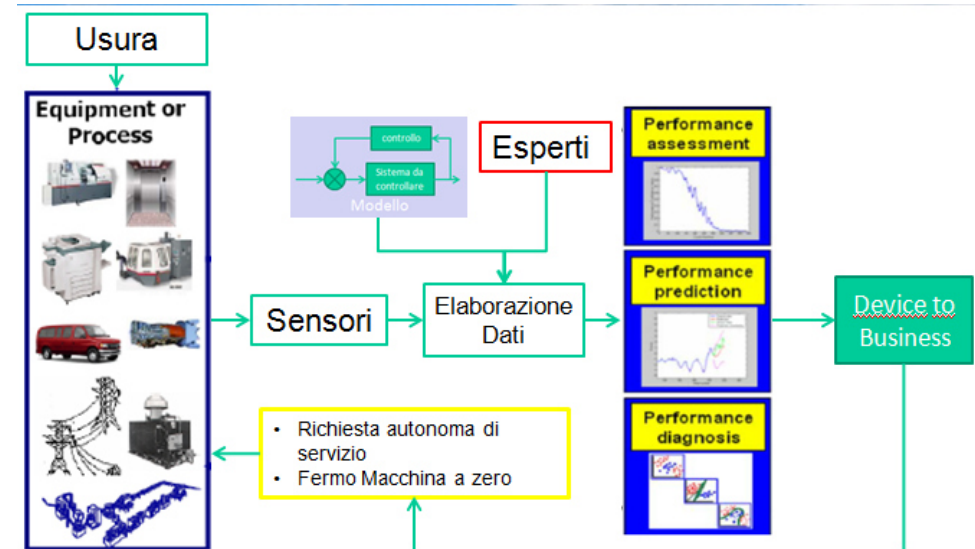 Usura
Equipment or
Process
controllo
Sistema da
controllare
Modello
Esperti
Sensori
Elaborazione
Dati
Performance
assessment
Performance
prediction
Performance
diagnosis
Device to
Business
• Richiesta autonoma di
servizio
• Fermo Macchina a zero